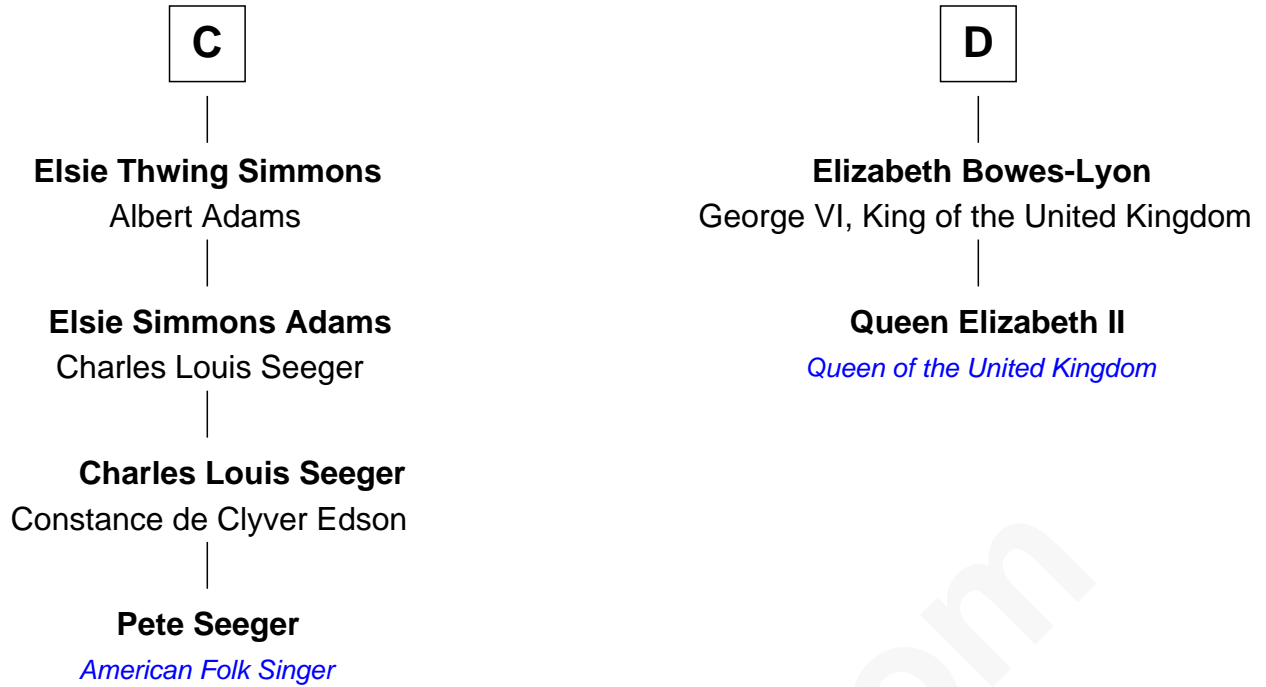 C
Elsie Thwing Simmons
Albert Adams
Elsie Simmons Adams
Charles Louis Seeger
Charles Louis Seeger
Constance de Clyver Edson
Pete Seeger
American Folk Singer
D
Elizabeth Bowes-Lyon
George VI, King of the United Kingdom
Queen Elizabeth II
Queen of the United Kingdom
om